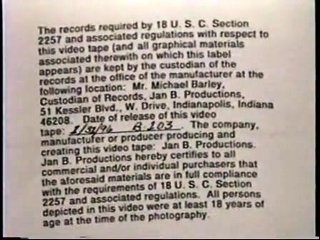 The records required by 18 U. S. C. Section
2257 and associated regulations with respect to
this video tape (and all graphical materials
associated therewith on which this label
appears) are kept by the custodian of the
records at the office of the manufacturer at the
following location: Mr. Michael Barley,
Custodian of Records, Jan B. Productions,
51 Kessler Blvd., W. Drive, Indianapolis, Indiana
46208. Date of release of this video
tape: B 203 The company,
manufactufer or producer producing and
creating this video tape: Jan B. Productions.
Jan B. Productions hereby certifies to all
commercial and/or individual purchasers that
the aforesaid materials are in full compliance
with the requirements of 18 U. S. C. Section
2257 and associated regulations. All persons
depicted in this video were at least 18 years of
age at the time of the photography.